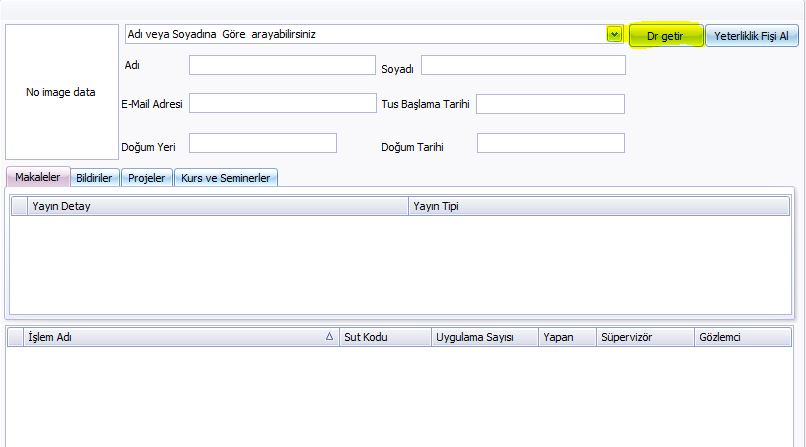 Adı veya Soyadına Göre arayabilirsiniz
Dr getir
Yeterliklik Fişi Al
No image data
Adı
Soyadı
E-Mail Adresi
Tus Başlama Tarihi
Doğum Yeri
Doğum Tarihi
Makaleler
Bildiriler
Projeler
Kurs ve Seminerler
Yayın Detay
Yayın Tipi
İşlem Adı
Sut Kodu
Uygulama Sayısı
Yapan
Süpervizör
Gözlemci